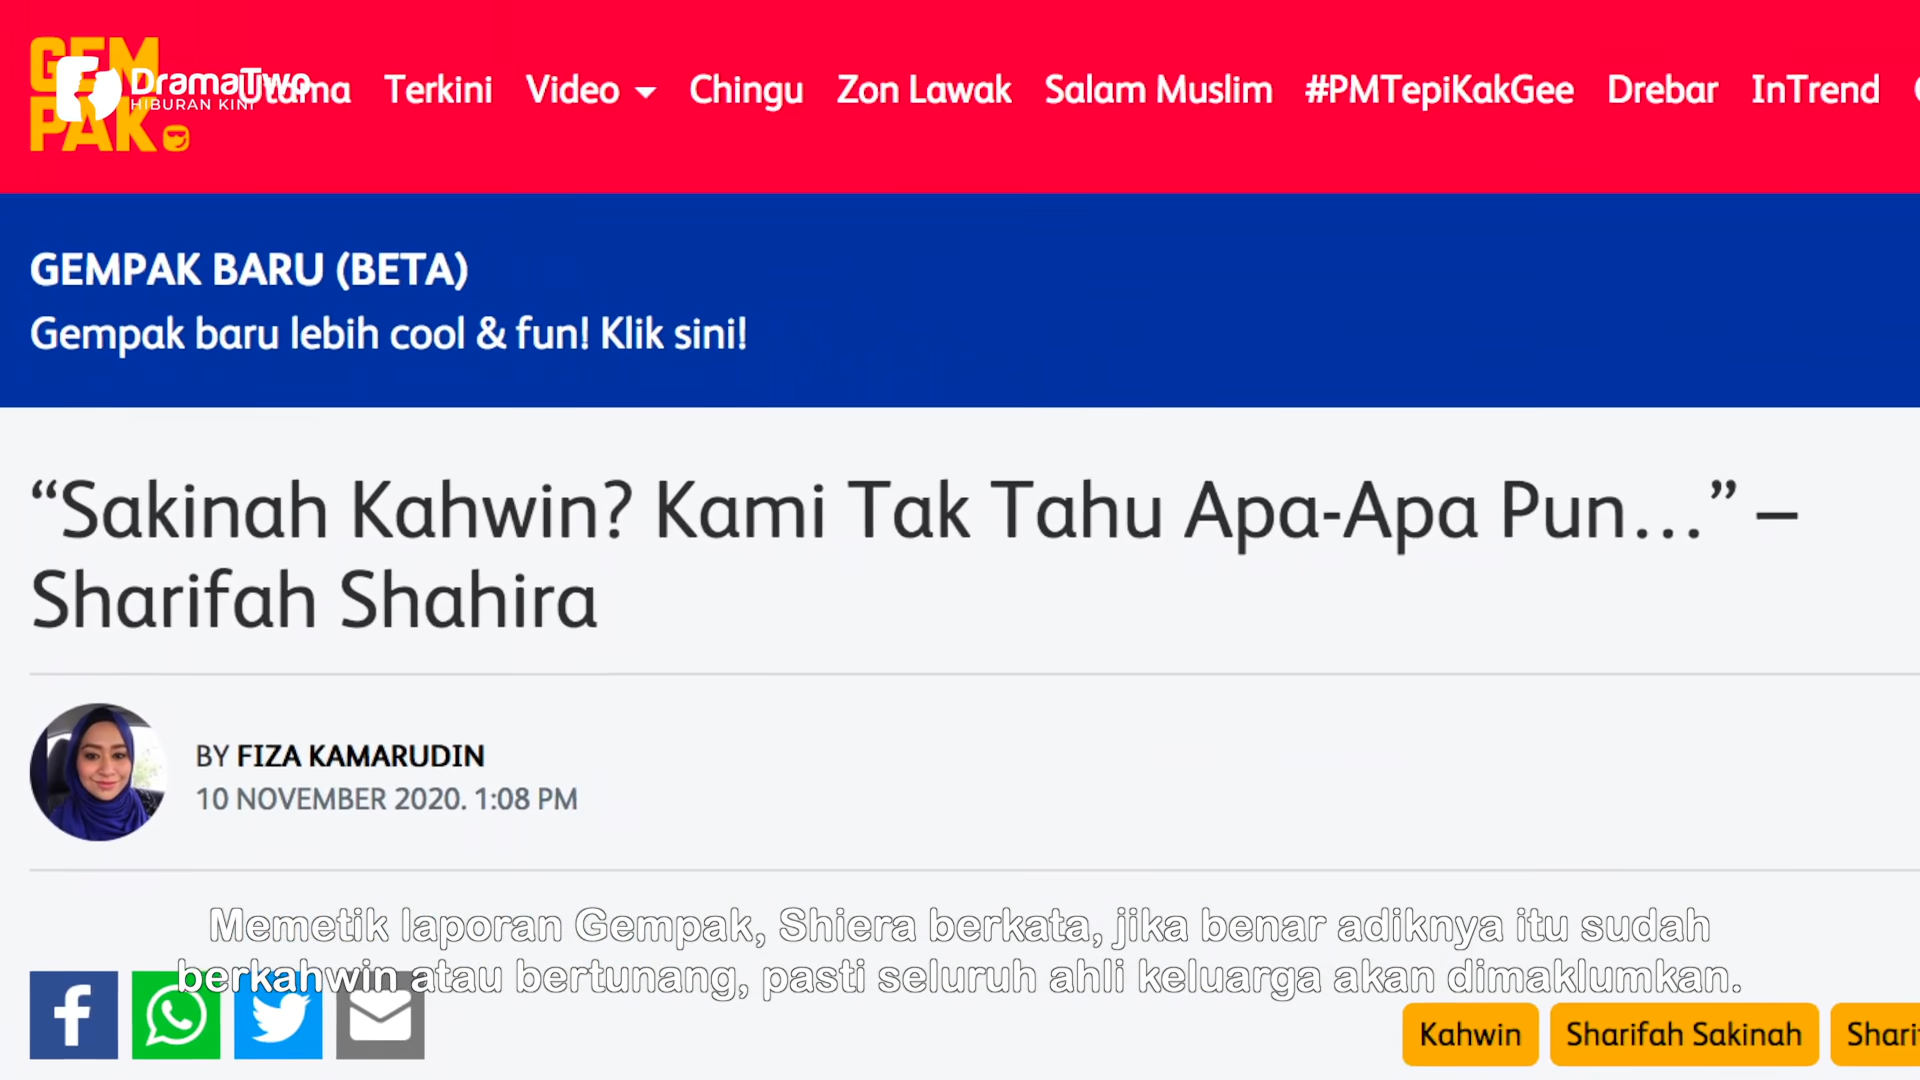 GEM
PAK
DramaTwo
HIBURAN KINI
Utama Terkini Video Chingu Zon Lawak Salam Muslim #PMTepiKakGee Drebar InTrend
GEMPAK BARU (BETA)
Gempak baru lebih cool & fun! Klik sini!
“Sakinah Kahwin? Kami Tak Tahu Apa-Apa Pun...” –
Sharifah Shahira
BY FIZA KAMARUDIN
10 NOVEMBER 2020. 1:08 PM
Memetik laporan Gempak, Shiera berkata, jika benar adiknya itu sudah
berkahwin atau bertunang, pasti seluruh ahli keluarga akan dimaklumkan.
Kahwin Sharifah Sakinah